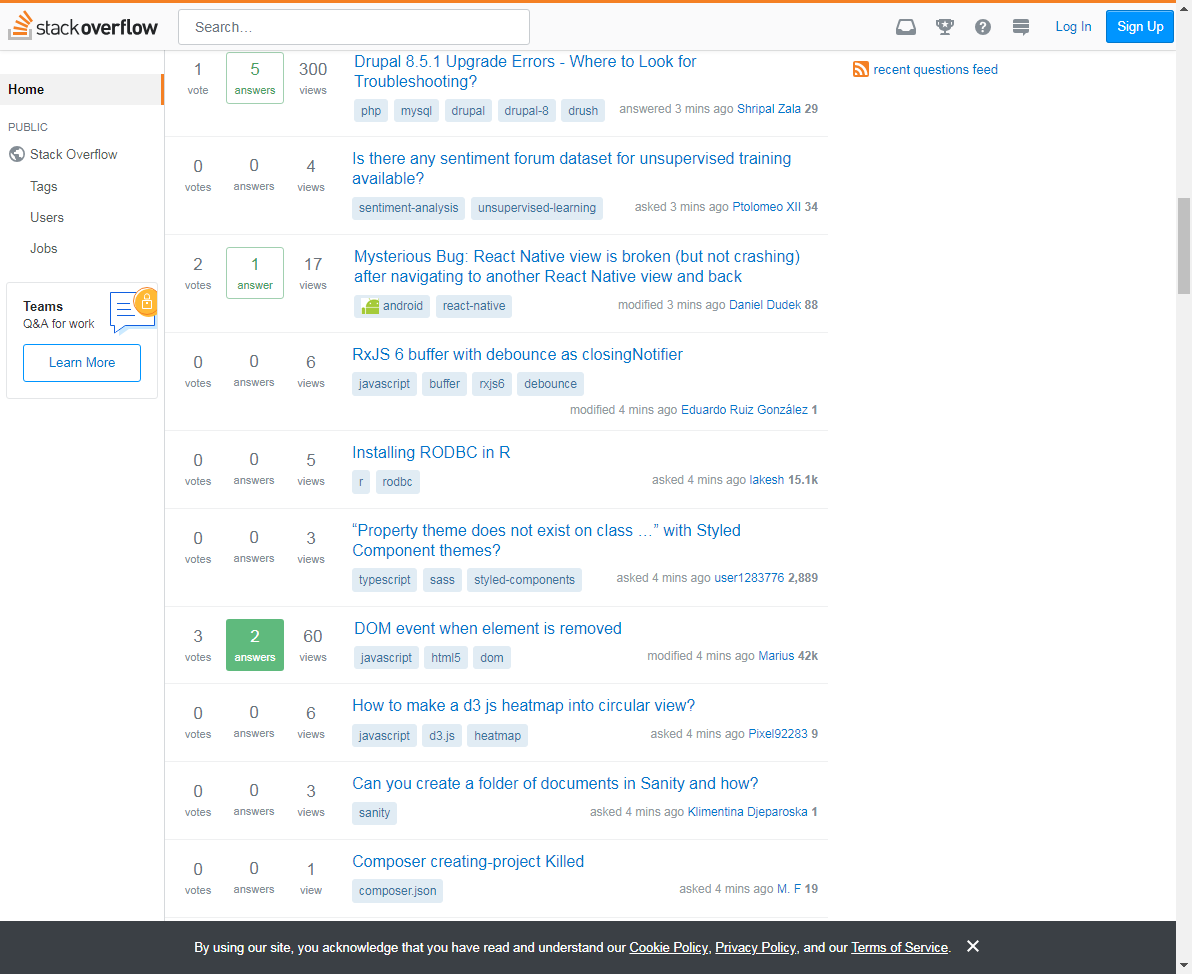 stackoverflow
Search…
Log In
Sign Up
Home
PUBLIC
Stack Overflow
Tags
Users
Jobs
Teams
Q&A for work
Learn More
1 vote
5 answers
300 views
Drupal 8.5.1 Upgrade Errors - Where to Look for
Troubleshooting?
php mysql drupal drupal-8 drush
answered 3 mins ago Shripal Zala 29
0 votes
0 answers
4 views
Is there any sentiment forum dataset for unsupervised training
available?
sentiment-analysis unsupervised-learning
asked 3 mins ago Ptolomeo XII 34
2 votes
1 answer
17 views
Mysterious Bug: React Native view is broken (but not crashing)
after navigating to another React Native view and back
android react-native
modified 3 mins ago Daniel Dudek 88
0 votes
0 answers
6 views
RxJS 6 buffer with debounce as closingNotifier
javascript buffer rxjs6 debounce
modified 4 mins ago Eduardo Ruiz González 1
0 votes
0 answers
5 views
Installing RODBC in R
r rodbc
asked 4 mins ago lakesh 15.1k
0 votes
0 answers
3 views
“Property theme does not exist on class …” with Styled
Component themes?
typescript sass styled-components
asked 4 mins ago user1283776 2,889
3 votes
2 answers
60 views
DOM event when element is removed
javascript html5 dom
modified 4 mins ago Marius 42k
0 votes
0 answers
6 views
How to make a d3 js heatmap into circular view?
javascript d3.js heatmap
asked 4 mins ago Pixel92283 9
0 votes
0 answers
3 views
Can you create a folder of documents in Sanity and how?
sanity
asked 4 mins ago Klimentina Djeparoska 1
0 votes
0 answers
1 view
Composer creating-project Killed
composer.json
asked 4 mins ago M. F 19
recent questions feed
By using our site, you acknowledge that you have read and understand our Cookie Policy, Privacy Policy, and our Terms of Service.